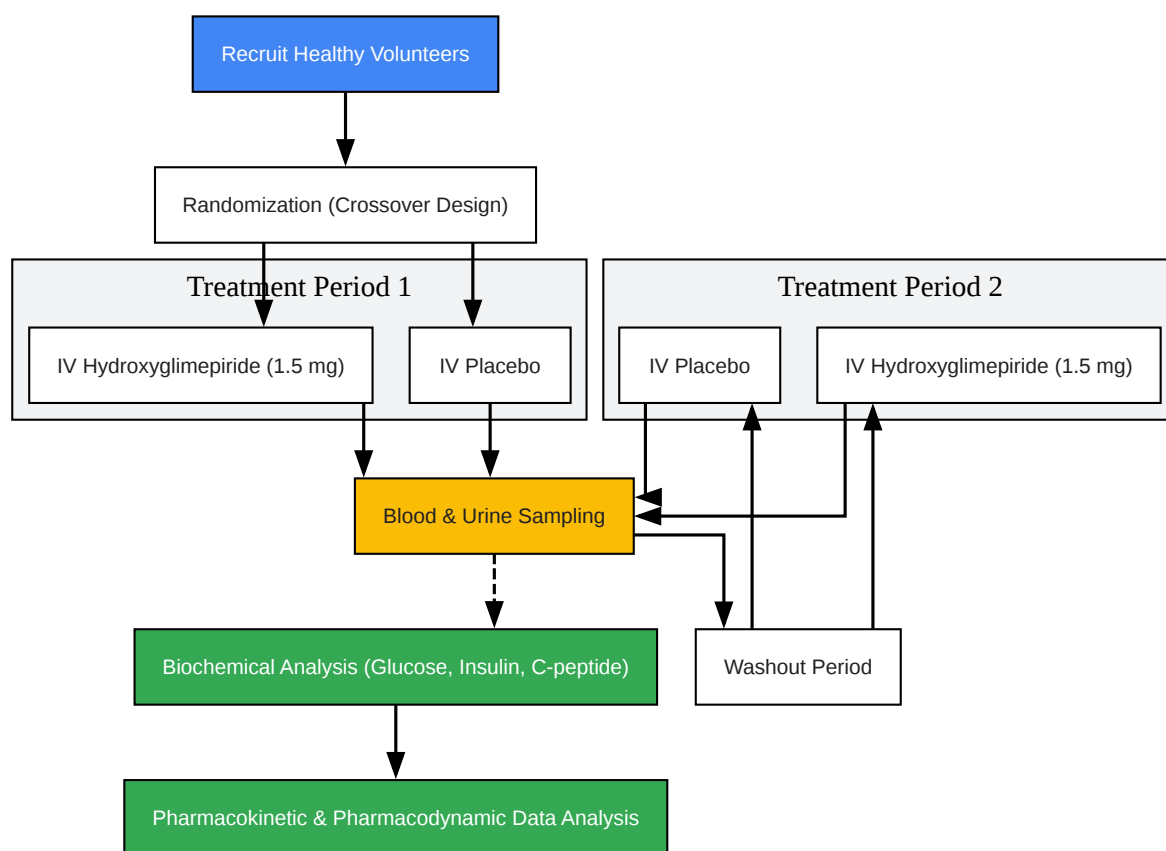 Recruit Healthy Volunteers
Randomization (Crossover Design)
Treatment Period 1
Treatment Period 2
IV Hydroxyglimepiride (1.5 mg)
IV Placebo
IV Placebo
IV Hydroxyglimepiride (1.5 mg)
Blood & Urine Sampling
Biochemical Analysis (Glucose, Insulin, C-peptide)
Washout Period
Pharmacokinetic & Pharmacodynamic Data Analysis